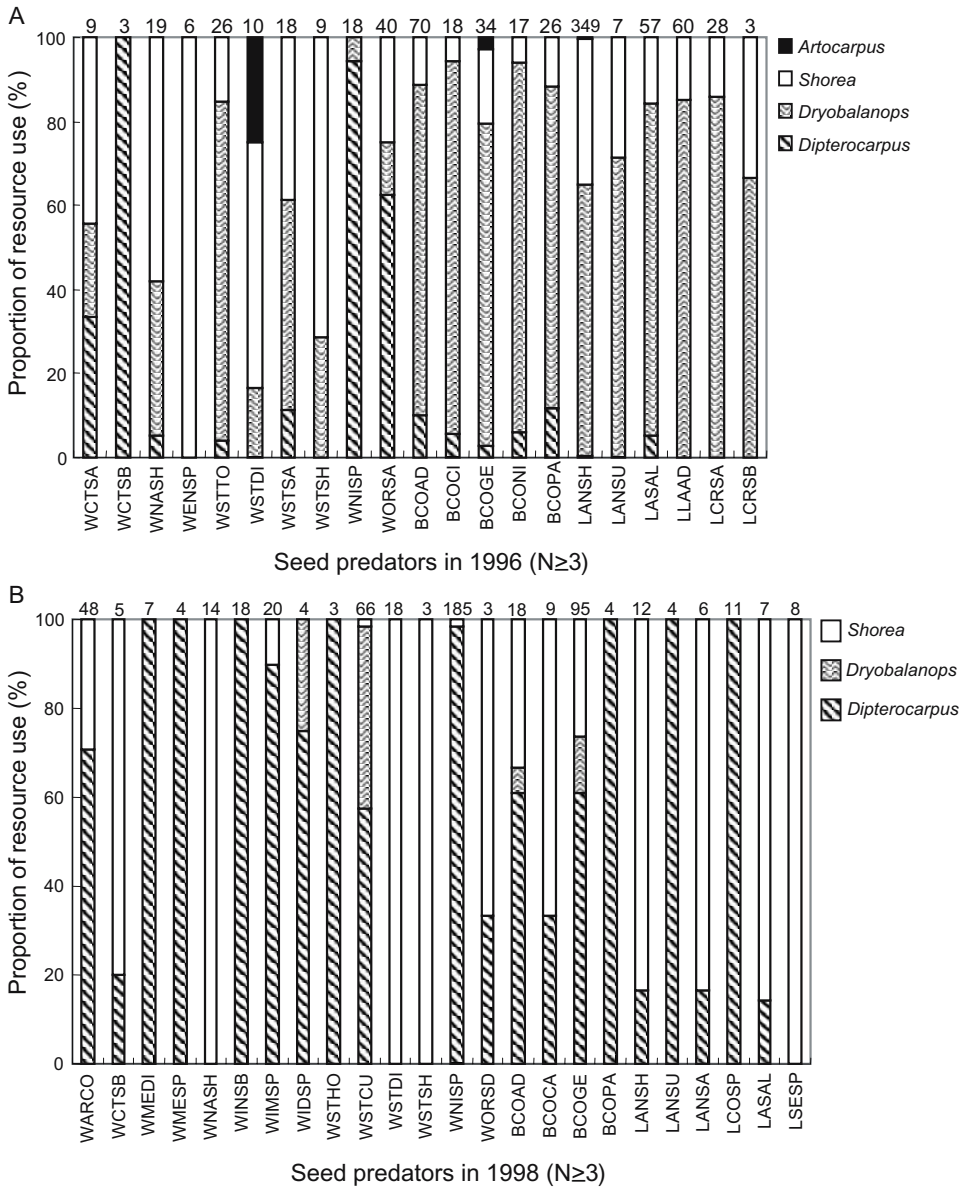 A
9 3 19 6 26 10 18 9 18 40 70 18 34 17 26 349 7 57 60 28 3
100
80
60
40
20
0
Proportion of resource use (%)
Artocarpus
Shorea
Dryobalanops
Dipterocarpus
WCTSA WCTSB WNASH WENSP WSTTO WSTDI WSTSA WSTSH WNISP WORSA BCOAD BCOCI BCOGE BCONI BCOPA LANSH LANSU LASAL LLAAD LCRSA LCRSB
Seed predators in 1996 (N≥3)
B
48 5 7 4 14 18 20 4 3 66 18 3 185 3 18 9 95 4 12 4 6 11 7 8
100
80
60
40
20
0
Proportion of resource use (%)
Shorea
Dryobalanops
Dipterocarpus
WARCO WCTSB WMEDI WMESP WNASH WINSB WIMSP WIDSP WSTHO WSTCU WSTDI WSTSH WNISP WORSD BCOAD BCOCA BCOGE BCOPA LANSH LANSU LANSA LCOSP LASAL LSESP
Seed predators in 1998 (N≥3)